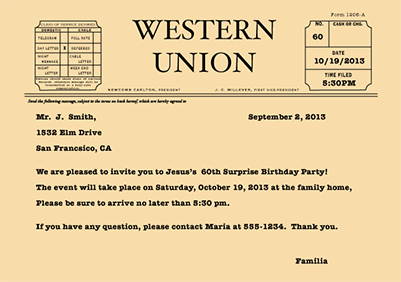 Form 1206-A
CLASS OF SERVICE DESIRED
DOMESTIC CABLE
TELEGRAM FULL RATE
DAY LETTER X DEFERRED
NIGHT MESSAGE CABLE LETTER
NIGHT LETTER WEEK END LETTER
WESTERN
UNION
NEWCOMB CARLTON, PRESIDENT J. C. WILLEVER, FIRST VICE-PRESIDENT
NO. CASH OR CHG.
60
DATE
10/19/2013
TIME FILED
5:30PM
Send the following message, subject to the terms on back hereof, which are hereby agreed to
Mr. J. Smith, September 2, 2013
1532 Elm Drive
San Francsico, CA
We are pleased to invite you to Jesus's 60th Surprise Birthday Party!
The event will take place on Saturday, October 19, 2013 at the family home,
Please be sure to arrive no later than 5:30 pm.
If you have any question, please contact Maria at 555-1234. Thank you.
Familia